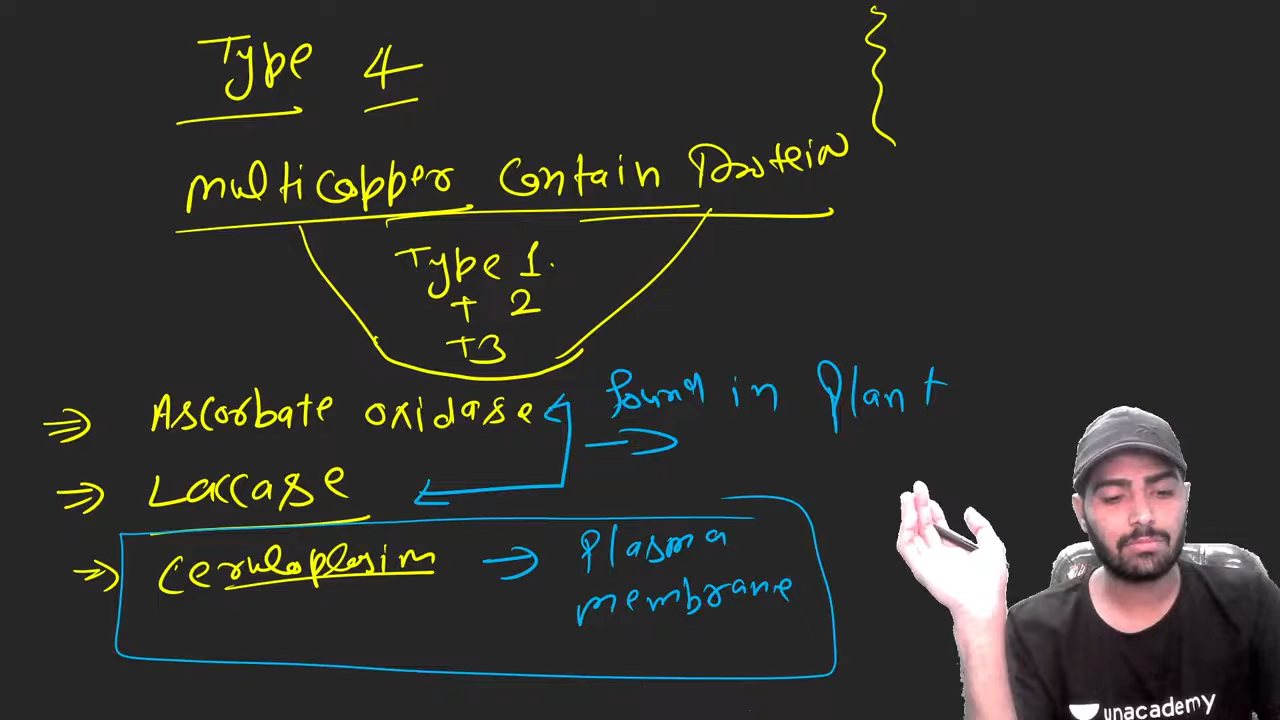 Type 4
multicopper Contain Protein
Type 1.
+ 2
+3
⇒ Ascorbate oxidase
found in Plant
⇒ Laccase
⇒ Ceruloplasim → Plasma
membrane
unacademy